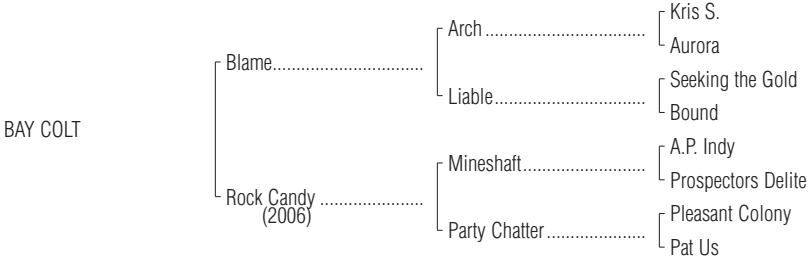 Kris S.
Arch ..................................
Aurora
Blame................................
Seeking the Gold
Liable................................
Bound
BAY COLT
A.P. Indy
Mineshaft..........................
Prospectors Delite
Rock Candy ......................
(2006)
Pleasant Colony
Party Chatter .....................
Pat Us